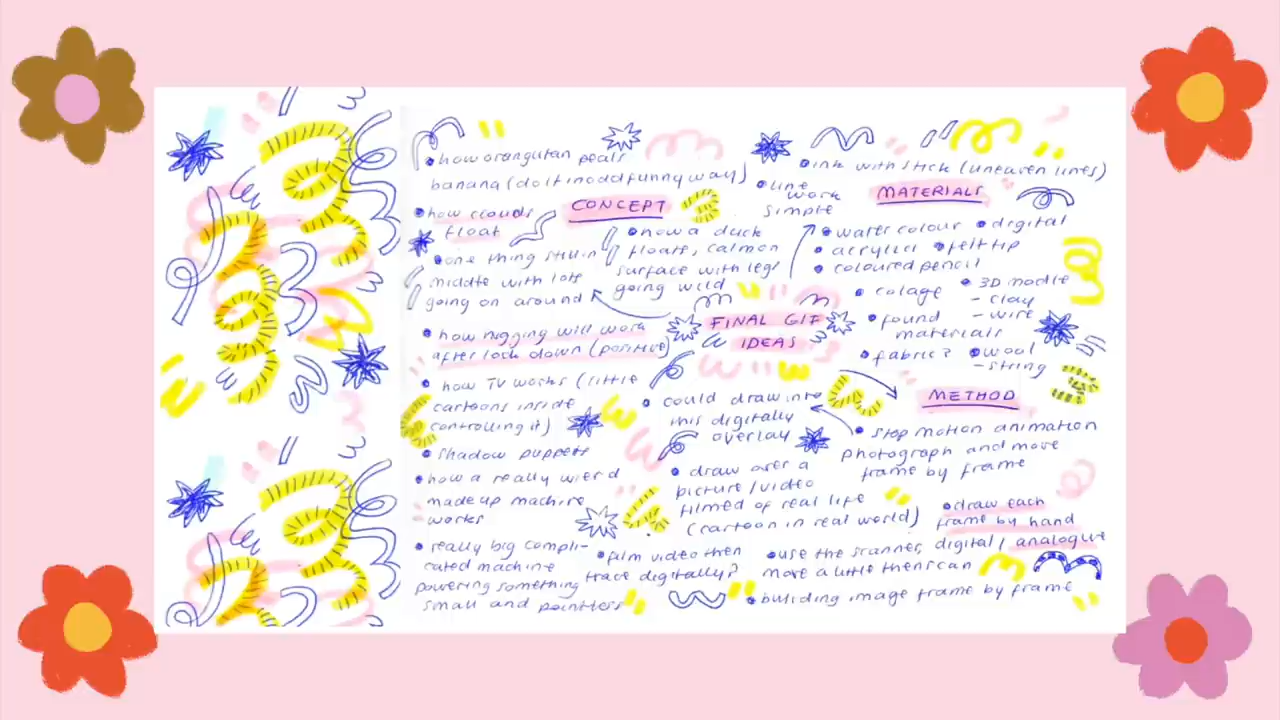 • how orangutan peals
banana (do it in odd funny way)
CONCEPT
• how clouds
float
• one thing still in
middle with lots
going on around
• how a duck
floats, calm on
surface with legs
going wild
• how hugging will work
after lock down (positive)
• how TV works (little
cartoons inside
controlling it)
• shadow puppets
• how a really wierd
made up machine
works
• really big compli-
cated machine
powering something
small and pointless
FINAL GIF
IDEAS
• could draw into
this digitally
overlay
• draw over a
picture/video
filmed of real life
(cartoon in real world)
• film video then
trace digitally?
• ink with stick (uneaven lines)
• line
work
simple
MATERIALS
• water colour • digital
• acrylic • felt tip
• coloured pencil
• colage
• 3D modle
- clay
- wire
• found
materials
• fabric? • wool
- string
METHOD
• stop motion animation
photograph and move
frame by frame
• draw each
frame by hand
digital / analogue
• use the scanner,
move a little then scan
• building image frame by frame